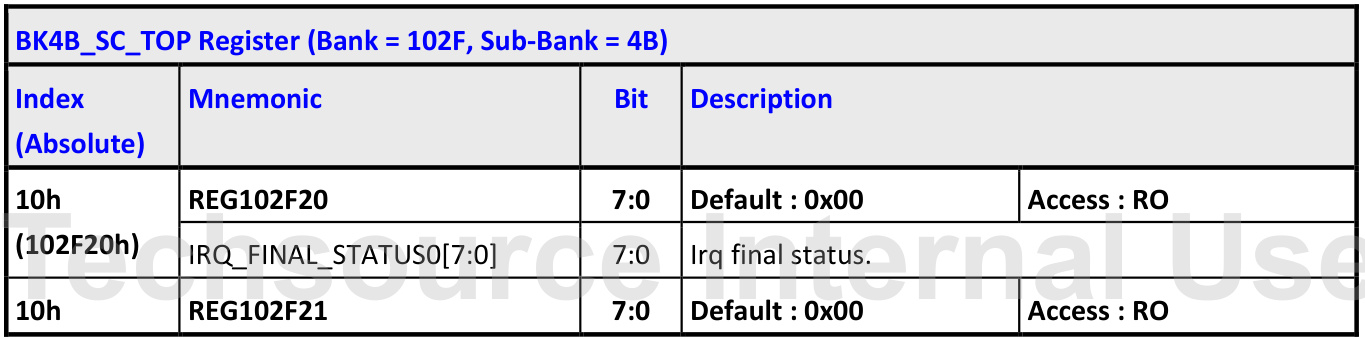 BK4B_SC_TOP Register (Bank = 102F, Sub-Bank = 4B)
Index (Absolute) Mnemonic Bit Description
10h (102F20h) REG102F20 7:0 Default : 0x00 Access : RO
IRQ_FINAL_STATUS0[7:0] 7:0 Irq final status.
Techsource Internal Use
10h REG102F21 7:0 Default : 0x00 Access : RO